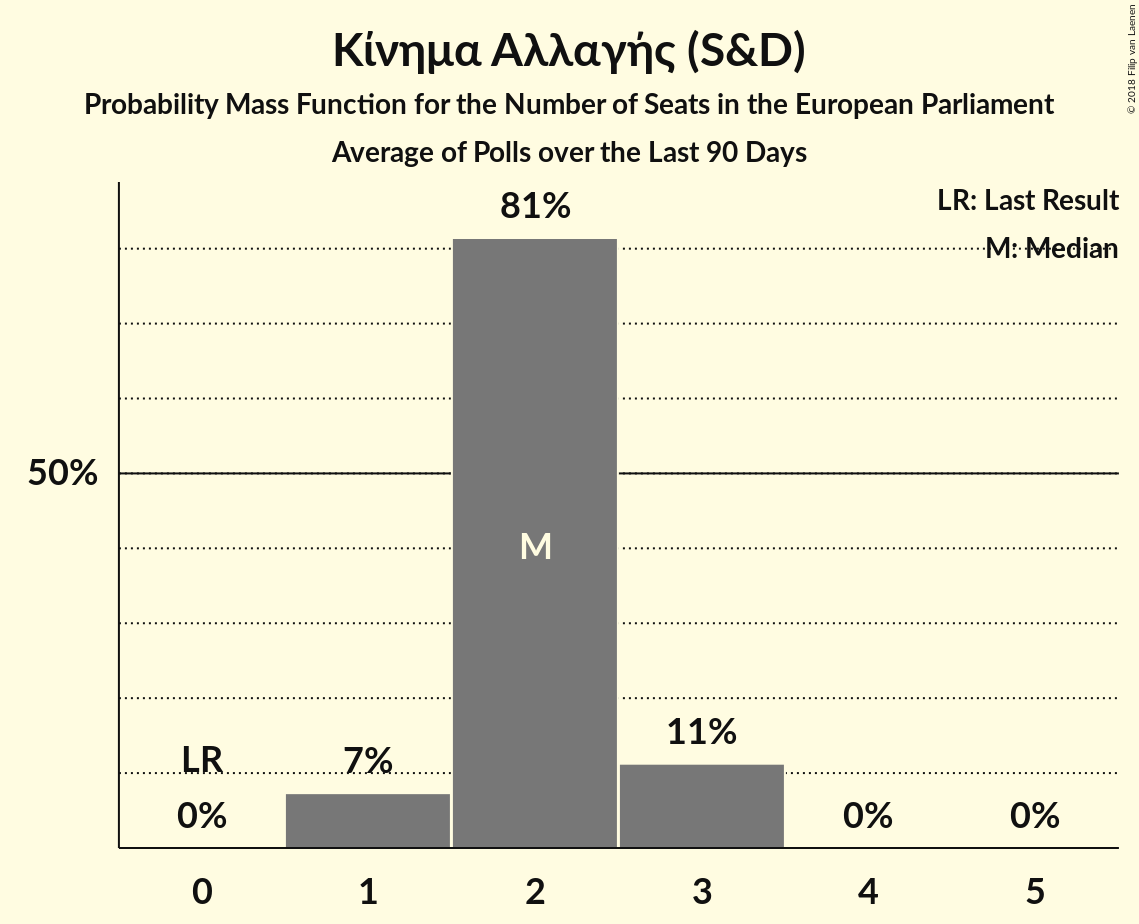 Κίνημα Αλλαγής (S&D)
Probability Mass Function for the Number of Seats in the European Parliament
Average of Polls over the Last 90 Days
© 2018 Filip van Laenen
LR: Last Result
M: Median
81%
50%
M
11%
LR
7%
0%
0%
0%
0
1
2
3
4
5